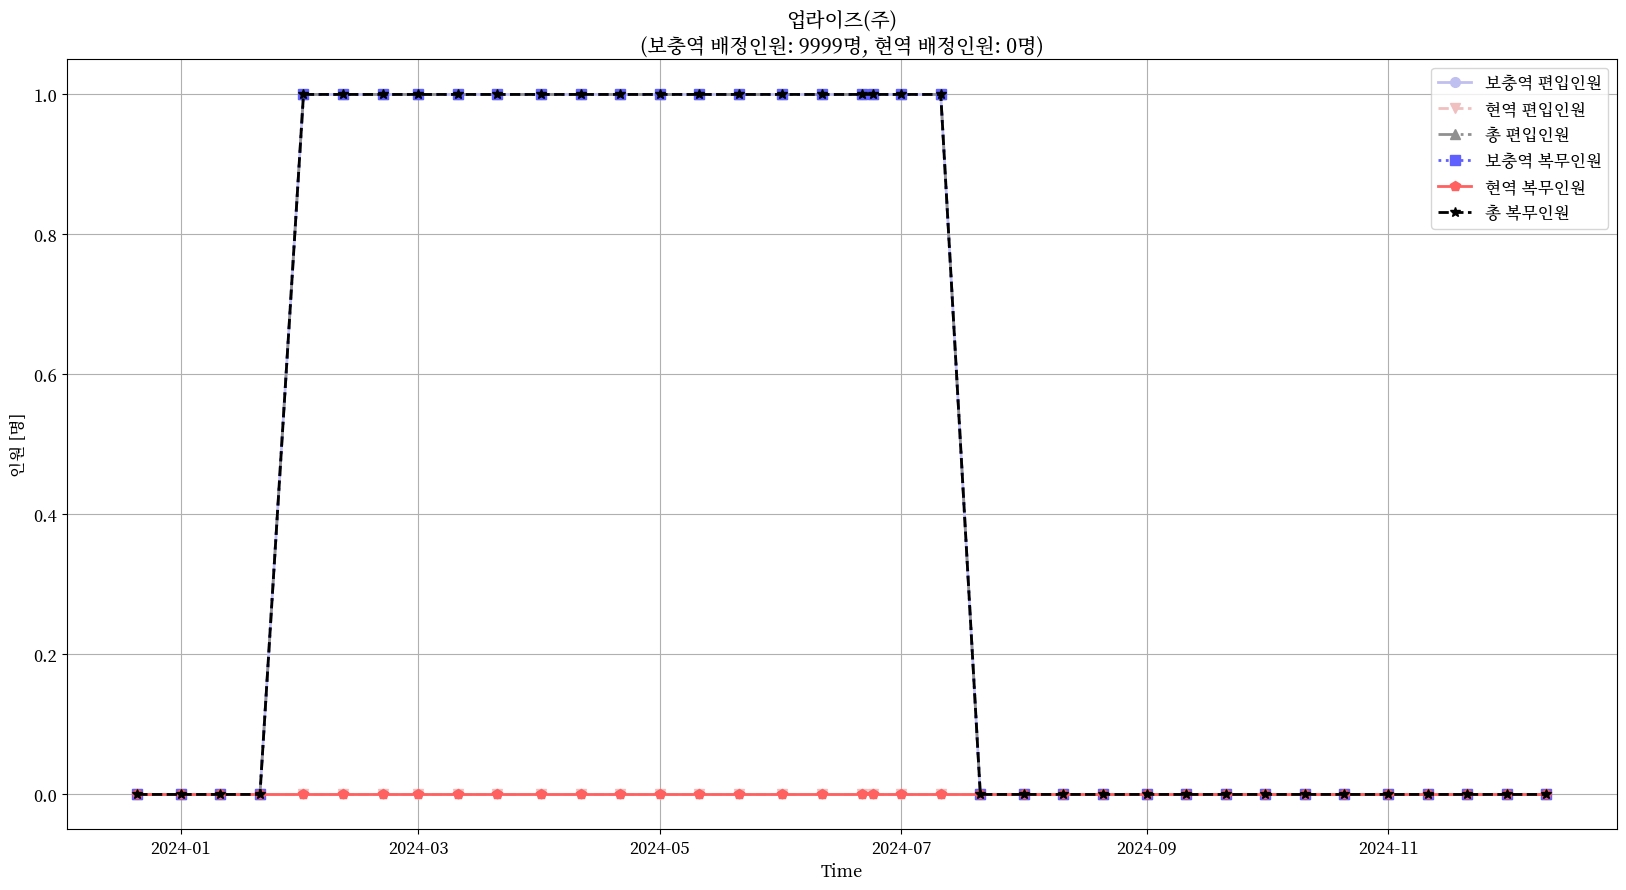 업라이즈(주)
(보충역 배정인원: 9999명, 현역 배정인원: 0명)
보충역 편입인원
현역 편입인원
총 편입인원
보충역 복무인원
현역 복무인원
총 복무인원
인원 [명]
1.0
0.8
0.6
0.4
0.2
0.0
2024-01
2024-03
2024-05
2024-07
2024-09
2024-11
Time